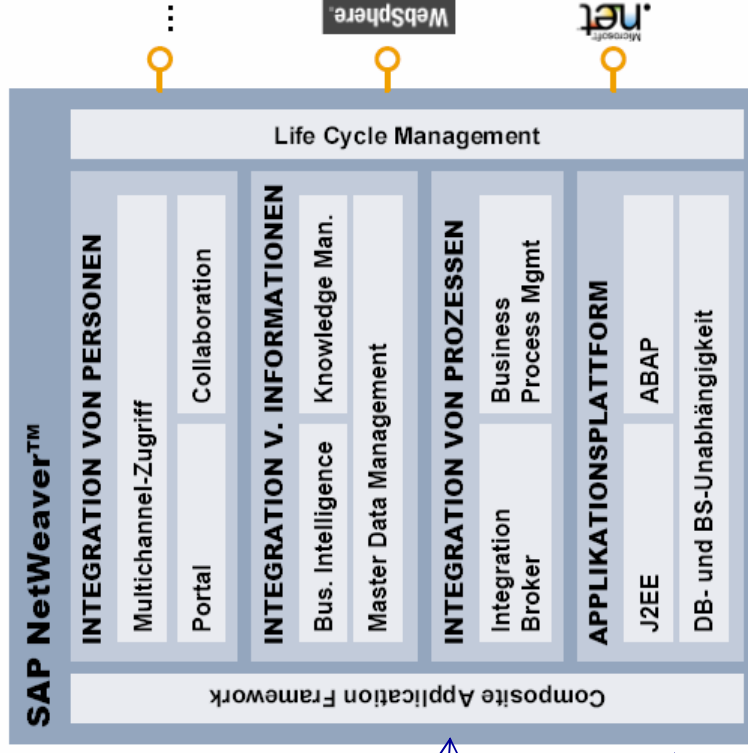 SAP NetWeaver™
Composite Application Framework
INTEGRATION VON PERSONEN
Multichannel-Zugriff
Portal
Collaboration
INTEGRATION V. INFORMATIONEN
Bus. Intelligence
Knowledge Man.
Master Data Management
INTEGRATION VON PROZESSEN
Integration
Broker
Business
Process Mgmt
APPLIKATIONSPLATTFORM
J2EE
ABAP
DB- und BS-Unabhängigkeit
Life Cycle Management
...
WebSphere.
Microsoft
.net